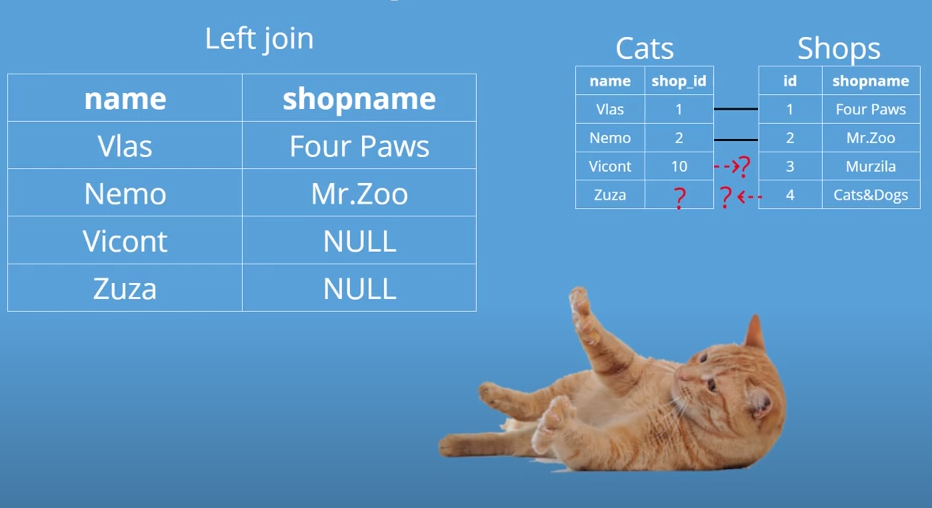 Left join
name shopname
Vlas Four Paws
Nemo Mr.Zoo
Vicont NULL
Zuza NULL
Cats
name shop_id
Vlas 1
Nemo 2
Vicont 10
Zuza ?
? ?
Shops
id shopname
1 Four Paws
2 Mr.Zoo
3 Murzila
4 Cats&Dogs